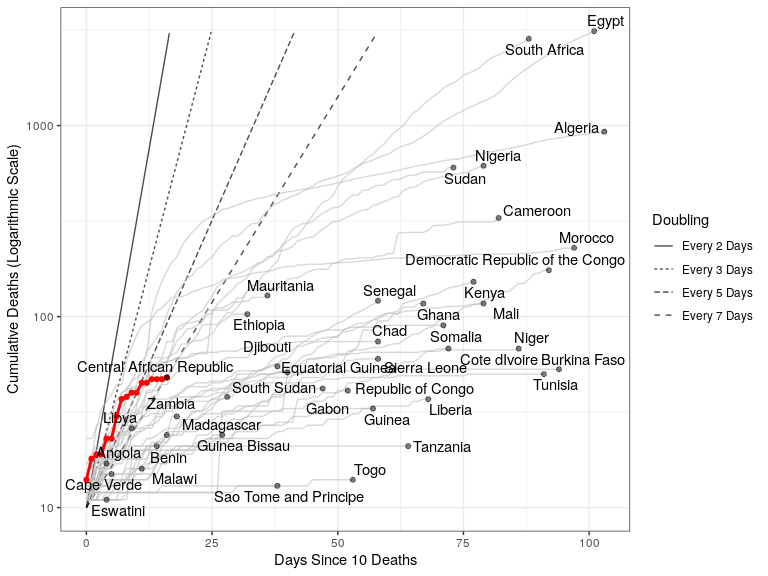 Egypt
South Africa
1000
Algeria
Nigeria
Sudan
Cameroon
Morocco
Democratic Republic of the Congo
Mauritania
Senegal
Kenya
Ghana
Mali
100
Ethiopia
Chad
Djibouti
Somalia
Niger
Cote dIvoire
Burkina Faso
Central African Republic
Equatorial Guinea
Sierra Leone
Tunisia
South Sudan
Republic of Congo
Zambia
Gabon
Liberia
Libya
Madagascar
Guinea
Guinea Bissau
Tanzania
Angola
Benin
Togo
Cape Verde
Malawi
Sao Tome and Principe
10
Eswatini
0
25
50
75
100
Days Since 10 Deaths
Cumulative Deaths (Logarithmic Scale)
Doubling
Every 2 Days
Every 3 Days
Every 5 Days
Every 7 Days